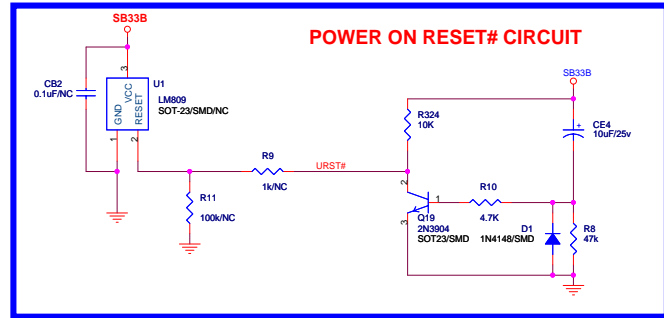 SB33B
POWER ON RESET# CIRCUIT
SB33B
CB2
0.1uF/NC
3
U1
VCC
GND
RESET
LM809
SOT-23/SMD/NC
1
2
R324
10K
CE4
+
10uF/25v
R9
URST#
1k/NC
R11
100k/NC
2
1
3
Q19
2N3904
SOT23/SMD
R10
4.7K
D1
1N4148/SMD
R8
47k